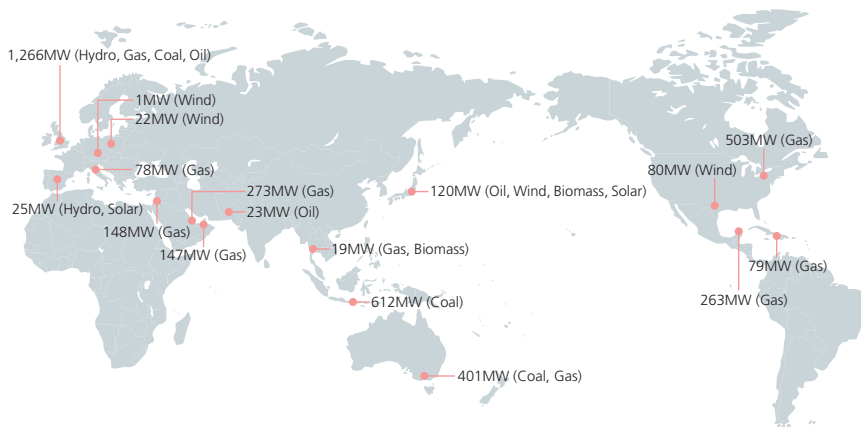 1,266MW (Hydro, Gas, Coal, Oil)
1MW (Wind)
22MW (Wind)
503MW (Gas)
78MW (Gas)
80MW (Wind)
273MW (Gas)
120MW (Oil, Wind, Biomass, Solar)
25MW (Hydro, Solar)
23MW (Oil)
148MW (Gas)
147MW (Gas)
19MW (Gas, Biomass)
79MW (Gas)
612MW (Coal)
263MW (Gas)
401MW (Coal, Gas)